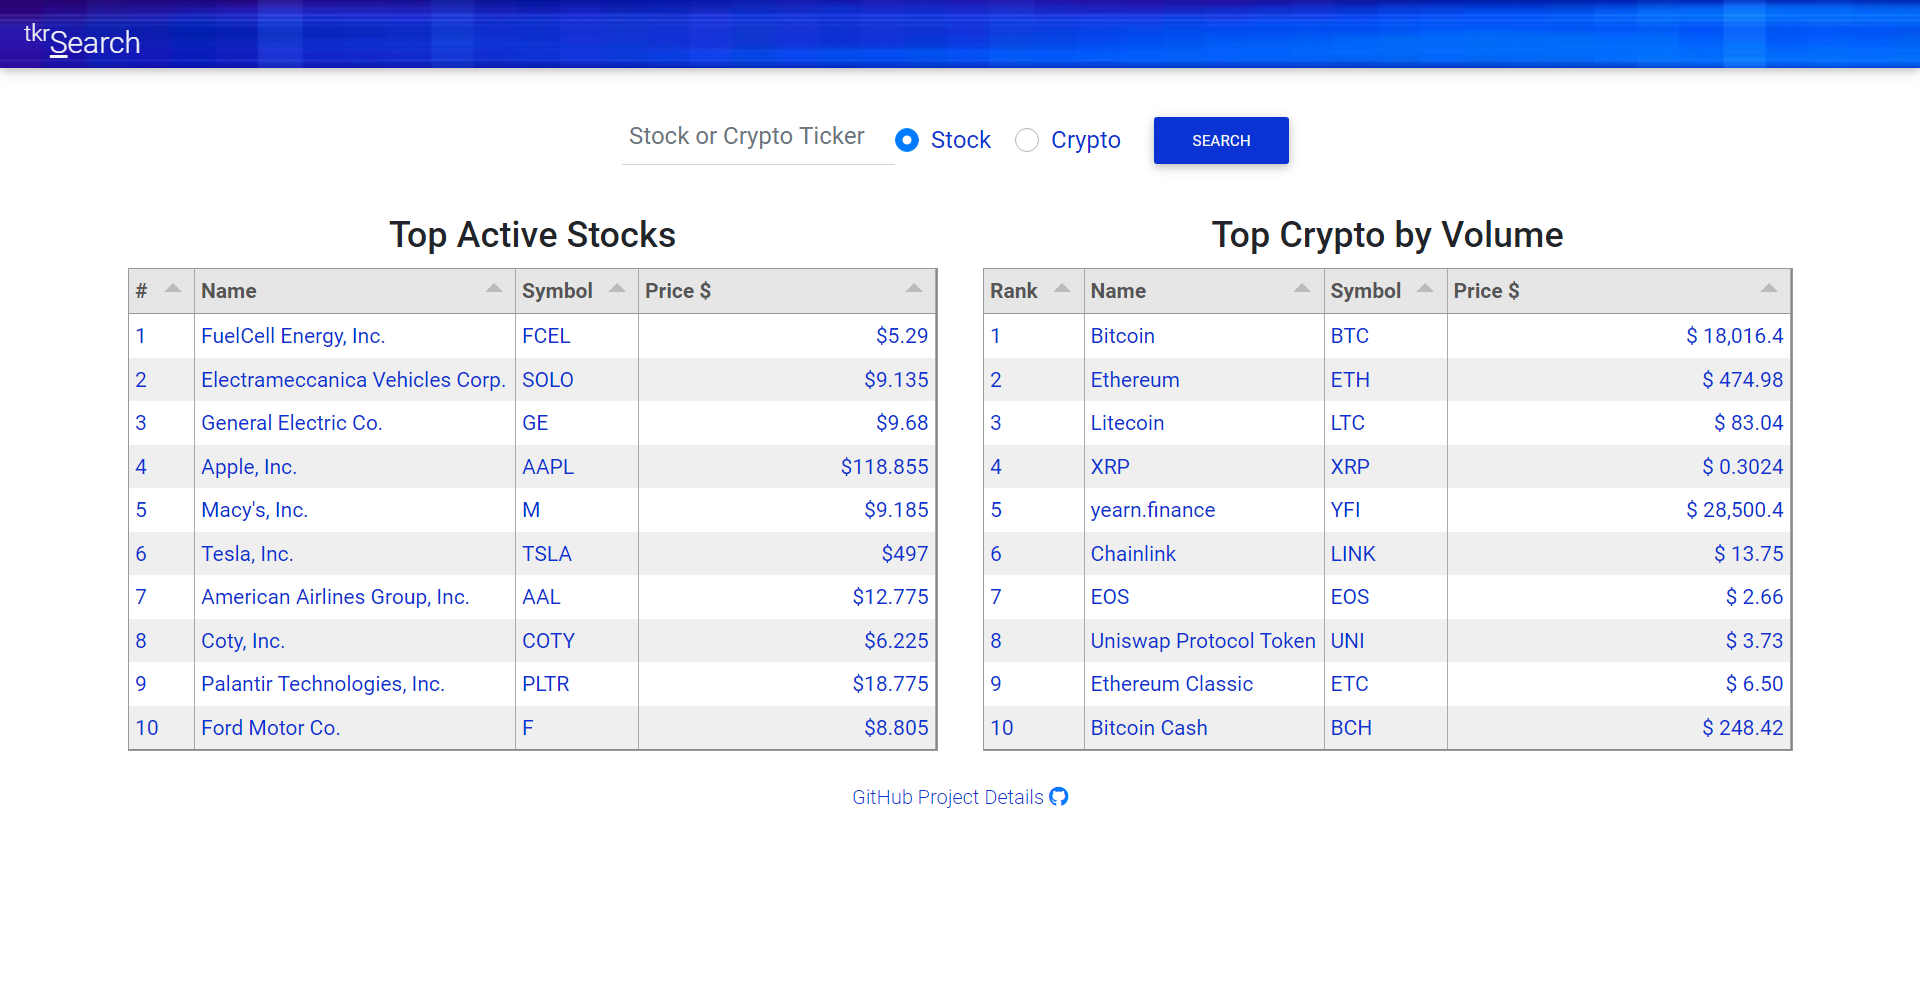 tkrSearch
Stock or Crypto Ticker Stock Crypto SEARCH
Top Active Stocks
# Name Symbol Price $
1 FuelCell Energy, Inc. FCEL $5.29
2 Electrameccanica Vehicles Corp. SOLO $9.135
3 General Electric Co. GE $9.68
4 Apple, Inc. AAPL $118.855
5 Macy's, Inc. M $9.185
6 Tesla, Inc. TSLA $497
7 American Airlines Group, Inc. AAL $12.775
8 Coty, Inc. COTY $6.225
9 Palantir Technologies, Inc. PLTR $18.775
10 Ford Motor Co. F $8.805
Top Crypto by Volume
Rank Name Symbol Price $
1 Bitcoin BTC $ 18,016.4
2 Ethereum ETH $ 474.98
3 Litecoin LTC $ 83.04
4 XRP XRP $ 0.3024
5 yearn.finance YFI $ 28,500.4
6 Chainlink LINK $ 13.75
7 EOS EOS $ 2.66
8 Uniswap Protocol Token UNI $ 3.73
9 Ethereum Classic ETC $ 6.50
10 Bitcoin Cash BCH $ 248.42
GitHub Project Details